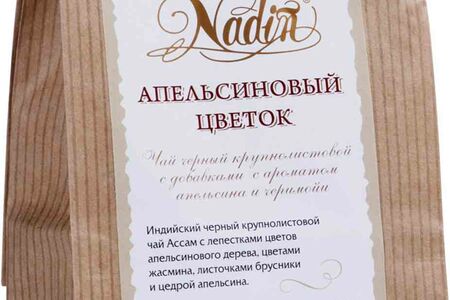 Nadin®
АПЕЛЬСИНОВЫЙ
ЦВЕТОК
Чай черный крупнолистовой
с добавками с ароматом
апельсина и черимойи
Индийский черный крупнолистовой
чай Ассам с лепестками цветов
апельсинового дерева, цветами
жасмина, листочками брусники
и цедрой апельсина.